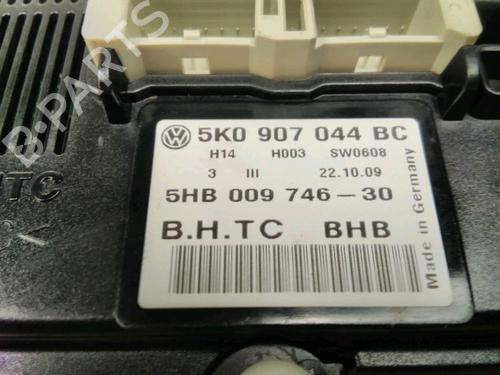 B-PARTS
5K0 907 044 BC
H14 H003 SW0608
3 III 22.10.09
5HB 009 746-30
B.H.TC BHB
Made in Germany
HTC